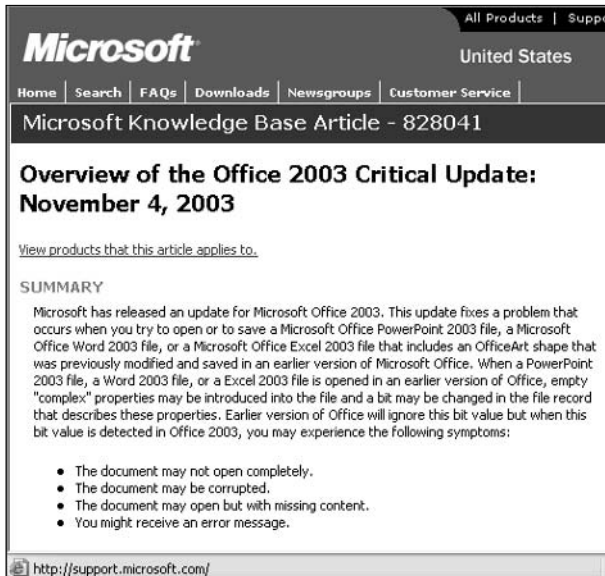 All Products |
Microsoft
United States
Home | Search | FAQs | Downloads | Newsgroups | Customer Service |
Microsoft Knowledge Base Article - 828041
Overview of the Office 2003 Critical Update:
November 4, 2003
View products that this article applies to.
SUMMARY
Microsoft has released an update for Microsoft Office 2003. This update fixes a problem that
occurs when you try to open or to save a Microsoft Office PowerPoint 2003 file, a Microsoft
Office Word 2003 file, or a Microsoft Office Excel 2003 file that includes an OfficeArt shape that
was previously modified and saved in an earlier version of Microsoft Office. When a PowerPoint
2003 file, a Word 2003 file, or a Excel 2003 file is opened in an earlier version of Office, empty
"complex" properties may be introduced into the file and a bit may be changed in the file record
that describes these properties. Earlier version of Office will ignore this bit value but when this
bit value is detected in Office 2003, you may experience the following symptoms:
• The document may not open completely.
• The document may be corrupted.
• The document may open but with missing content.
• You might receive an error message.
http://support.microsoft.com/